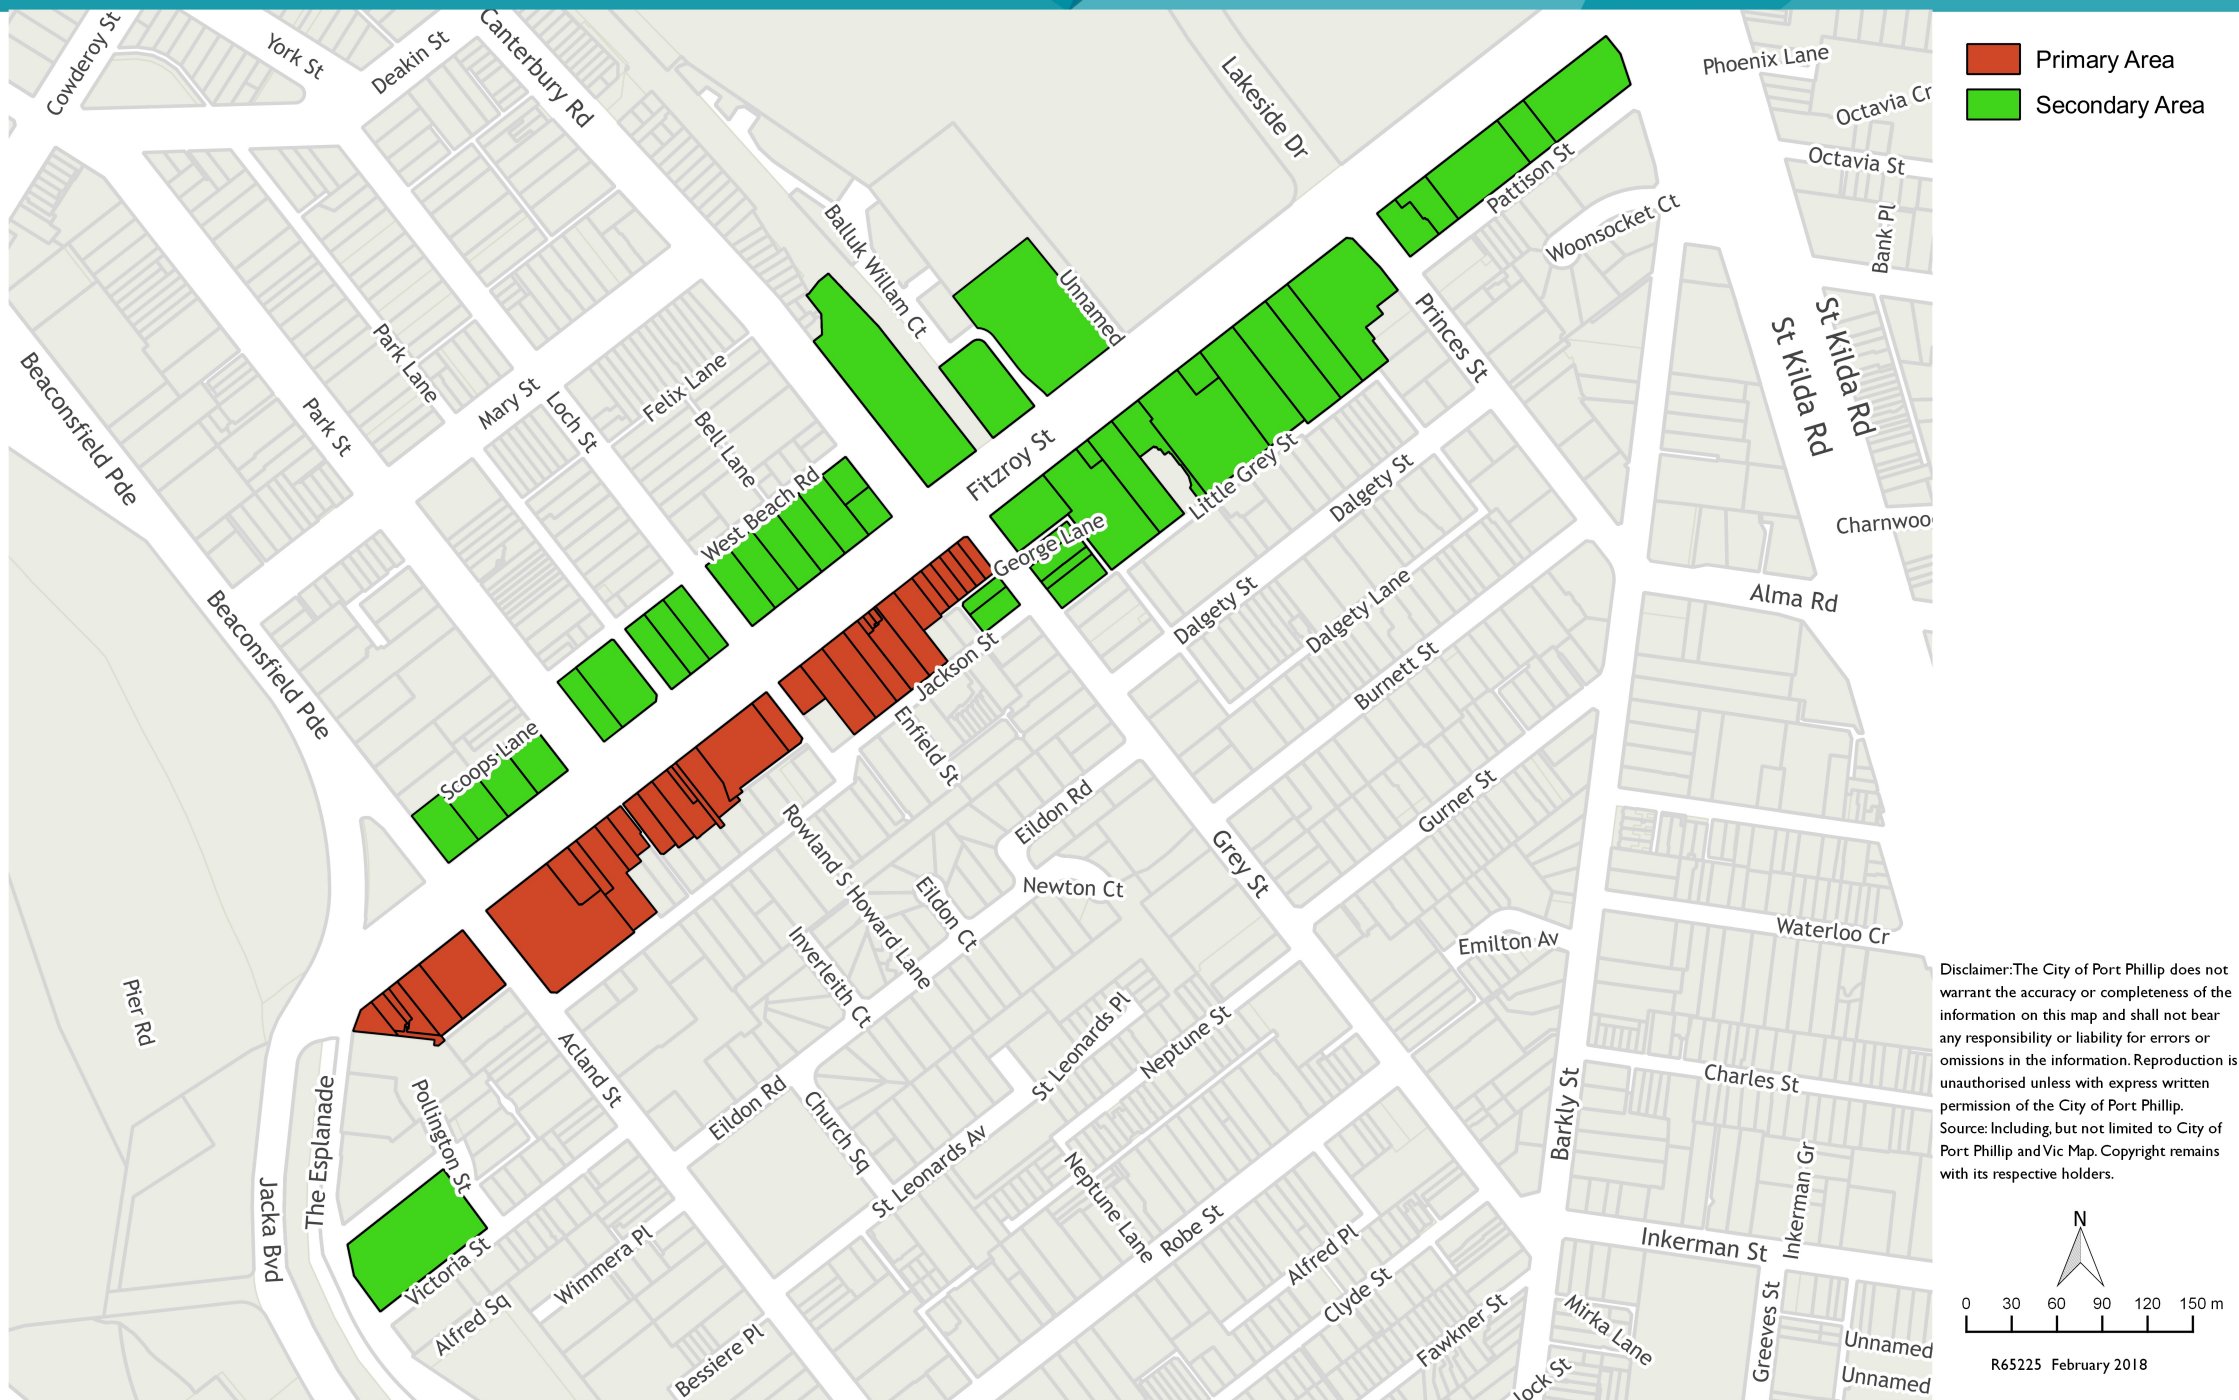 Primary Area
Secondary Area
Cowderoy St
York St
Deakin St
Canterbury Rd
Lakeside Dr
Phoenix Lane
Octavia Cr
Octavia St
Bank Pl
Pattison St
Woonsocket Ct
Balluk Willam Ct
Unnamed
Princes St
St Kilda Rd
St Kilda Rd
Beaconsfield Pde
Park Lane
Park St
Mary St
Loch St
Felix Lane
Bell Lane
West Beach Rd
Fitzroy St
George Lane
Little Grey St
Dalgety St
Dalgety St
Dalgety Lane
Burnett St
Alma Rd
Beaconsfield Pde
Scoops Lane
Jackson St
Enfield St
Eildon Rd
Gurner St
Grey St
Rowland S Howard Lane
Eildon Ct
Newton Ct
Inverleith Ct
Emilton Av
Waterloo Cr
Pier Rd
Acland St
St Leonards Pl
Neptune St
Charles St
Pollington St
Eildon Rd
Church Sq
St Leonards Av
Neptune Lane
Robe St
Barkly St
The Esplanade
Jacka Bvd
Victoria St
Wimmera Pl
Alfred Sq
Bessiere Pl
Alfred Pl
Clyde St
Fawkner St
Inkerman St
Inkerman Gr
Mirka Lane
Greeves St
Unnamed
Unnamed
Disclaimer: The City of Port Phillip does not
warrant the accuracy or completeness of the
information on this map and shall not bear
any responsibility or liability for errors or
omissions in the information. Reproduction is
unauthorised unless with express written
permission of the City of Port Phillip.
Source: Including, but not limited to City of
Port Phillip and Vic Map. Copyright remains
with its respective holders.
N
0 30 60 90 120 150 m
R65225 February 2018